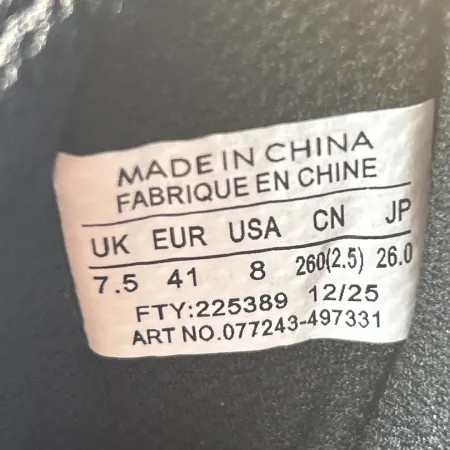 MADE IN CHINA
FABRIQUE EN CHINE
UK EUR USA CN JP
7.5 41 8 260(2.5) 26.0
FTY:225389 12/25
ART NO.077243-497331